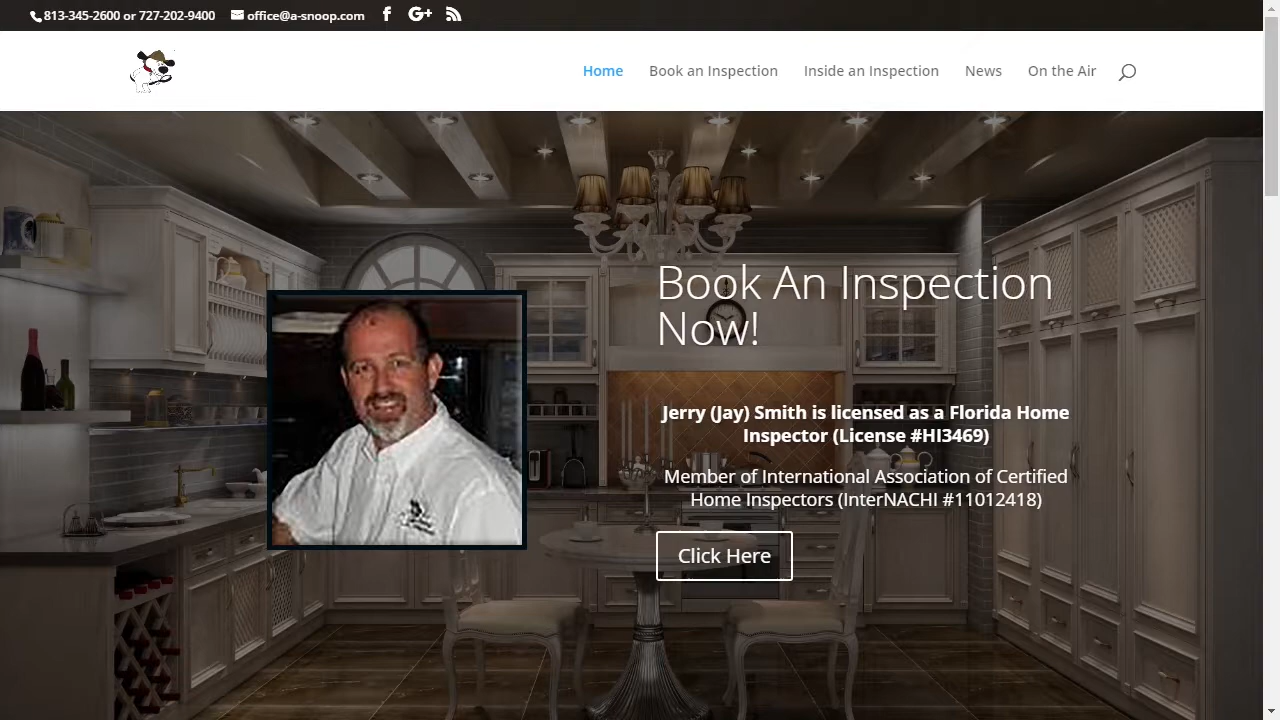 813-345-2600 or 727-202-9400 office@a-snoop.com
Home Book an Inspection Inside an Inspection News On the Air
Book An Inspection
Now!
Jerry (Jay) Smith is licensed as a Florida Home
Inspector (License #HI3469)
Member of International Association of Certified
Home Inspectors (InterNACHI #11012418)
Click Here